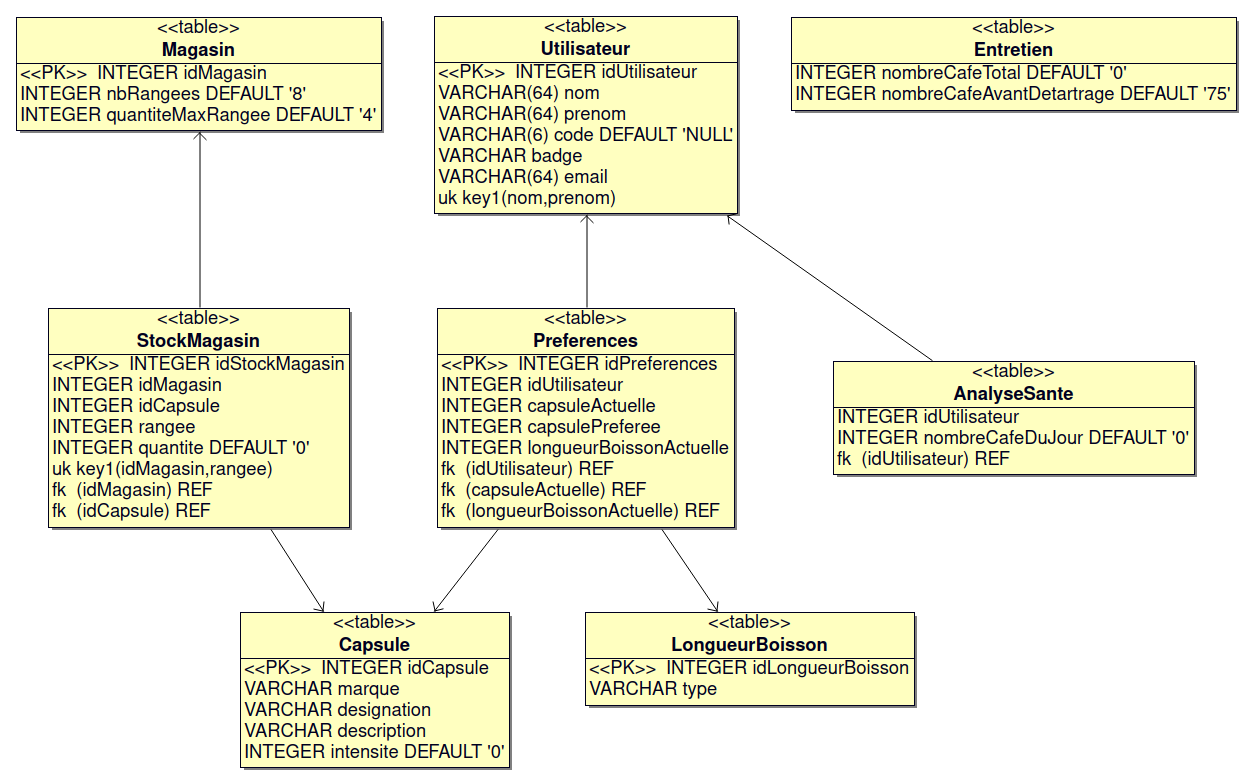 <<table>>
Magasin
<<PK>> INTEGER idMagasin
INTEGER nbRangees DEFAULT '8'
INTEGER quantiteMaxRangee DEFAULT '4'
<<table>>
Utilisateur
<<PK>> INTEGER idUtilisateur
VARCHAR(64) nom
VARCHAR(64) prenom
VARCHAR(6) code DEFAULT 'NULL'
VARCHAR badge
VARCHAR(64) email
uk key1(nom,prenom)
<<table>>
Entretien
INTEGER nombreCafeTotal DEFAULT '0'
INTEGER nombreCafeAvantDetartrage DEFAULT '75'
<<table>>
StockMagasin
<<PK>> INTEGER idStockMagasin
INTEGER idMagasin
INTEGER idCapsule
INTEGER rangee
INTEGER quantite DEFAULT '0'
uk key1(idMagasin,rangee)
fk (idMagasin) REF
fk (idCapsule) REF
<<table>>
Preferences
<<PK>> INTEGER idPreferences
INTEGER idUtilisateur
INTEGER capsuleActuelle
INTEGER capsulePreferee
INTEGER longueurBoissonActuelle
fk (idUtilisateur) REF
fk (capsuleActuelle) REF
fk (longueurBoissonActuelle) REF
<<table>>
AnalyseSante
INTEGER idUtilisateur
INTEGER nombreCafeDuJour DEFAULT '0'
fk (idUtilisateur) REF
<<table>>
Capsule
<<PK>> INTEGER idCapsule
VARCHAR marque
VARCHAR designation
VARCHAR description
INTEGER intensite DEFAULT '0'
<<table>>
LongueurBoisson
<<PK>> INTEGER idLongueurBoisson
VARCHAR type